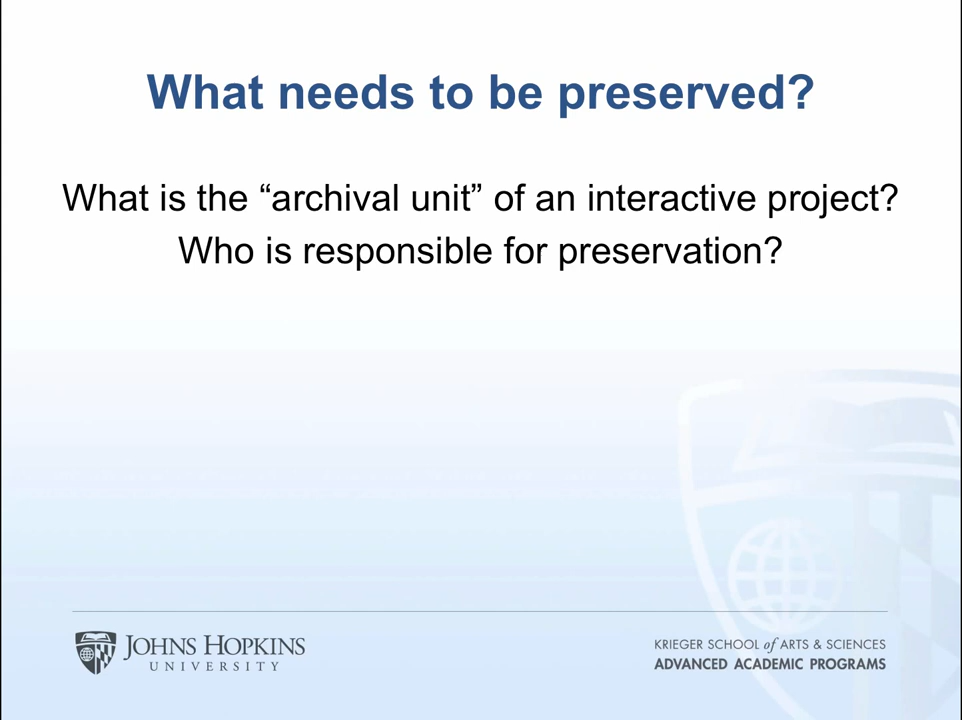 What needs to be preserved?
What is the “archival unit” of an interactive project?
Who is responsible for preservation?
JOHNS HOPKINS
UNIVERSITY
KRIEGER SCHOOL of ARTS & SCIENCES
ADVANCED ACADEMIC PROGRAMS